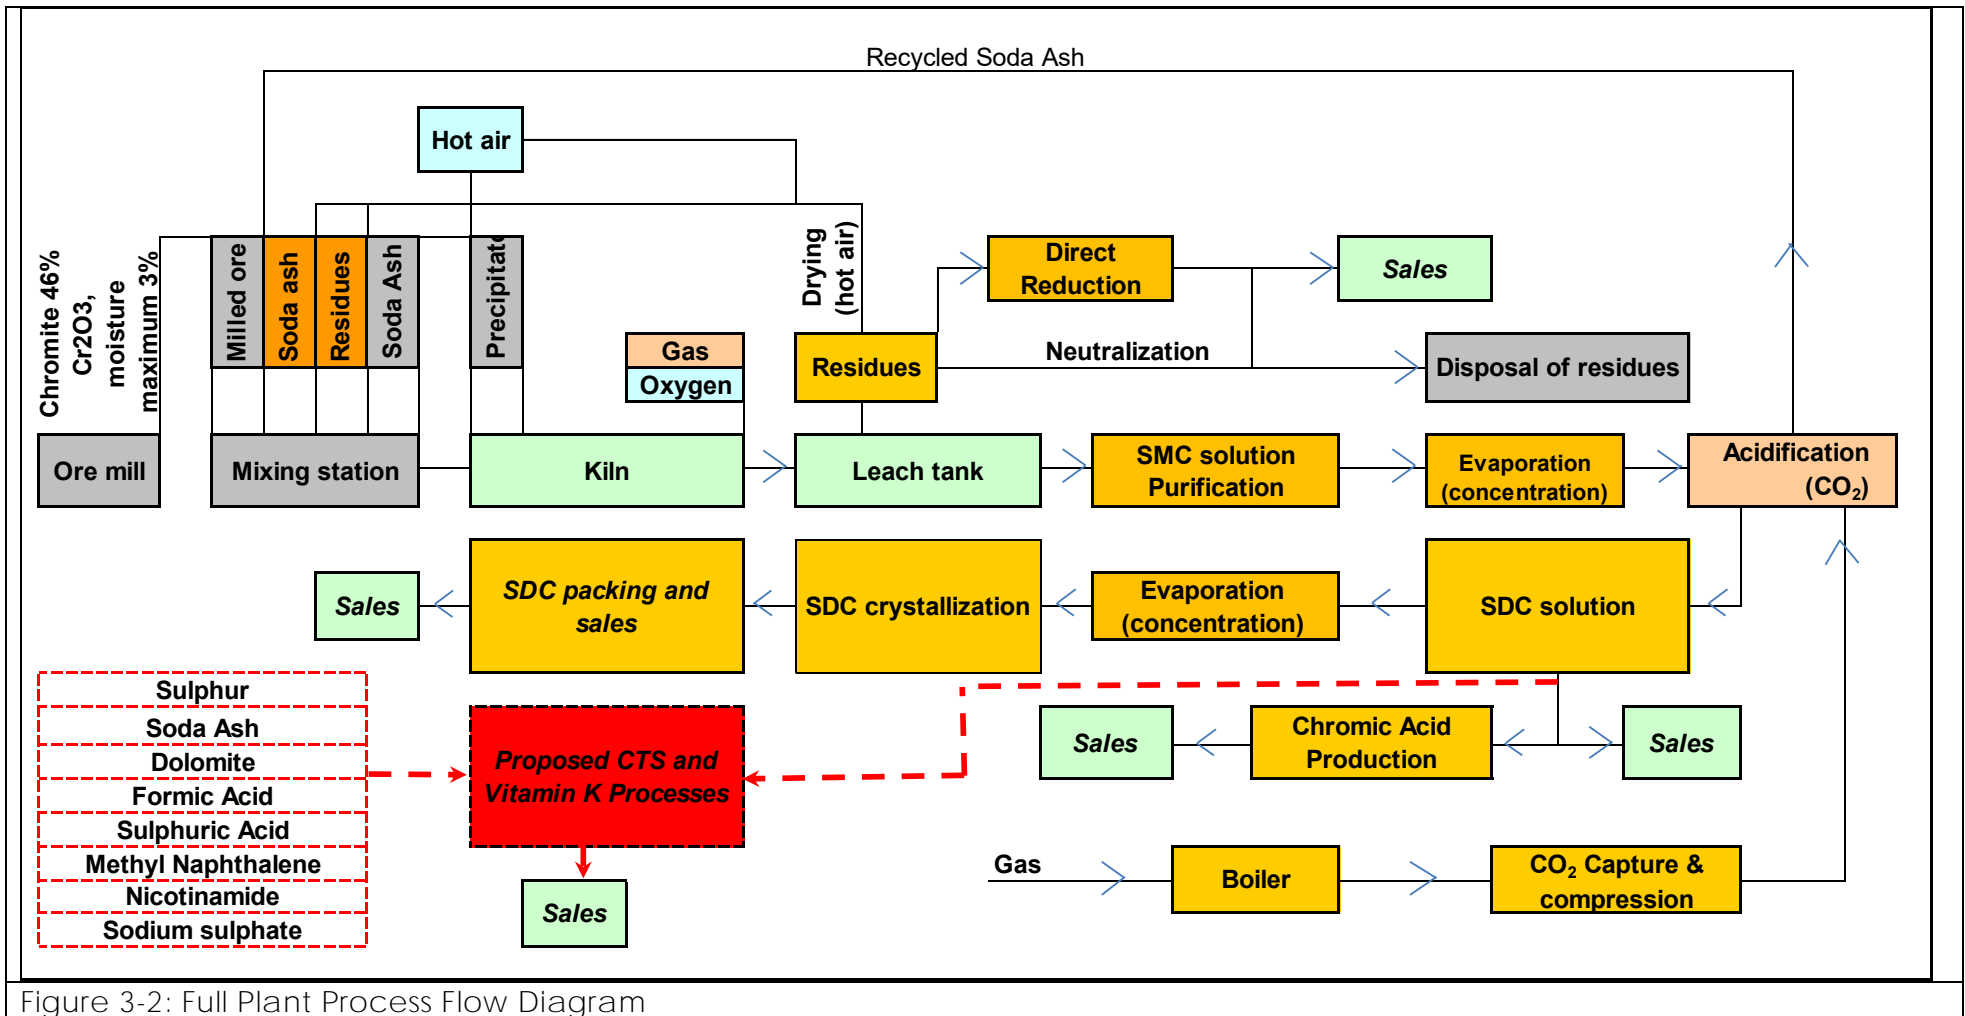 Recycled Soda Ash
Hot air
Chromite 46%
Cr2O3,
moisture
maximum 3%
Milled ore
Soda ash
Residues
Soda Ash
Precipitate
Drying
(hot air)
Direct
Reduction
Sales
Gas
Oxygen
Residues
Neutralization
Disposal of residues
Ore mill
Mixing station
Kiln
Leach tank
SMC solution
Purification
Evaporation
(concentration)
Acidification
(CO₂)
Sales
SDC packing and
sales
SDC crystallization
Evaporation
(concentration)
SDC solution
Sulphur
Soda Ash
Dolomite
Formic Acid
Sulphuric Acid
Methyl Naphthalene
Nicotinamide
Sodium sulphate
Proposed CTS and
Vitamin K Processes
Sales
Sales
Chromic Acid
Production
Sales
Gas
Boiler
CO₂ Capture &
compression
Figure 3-2: Full Plant Process Flow Diagram